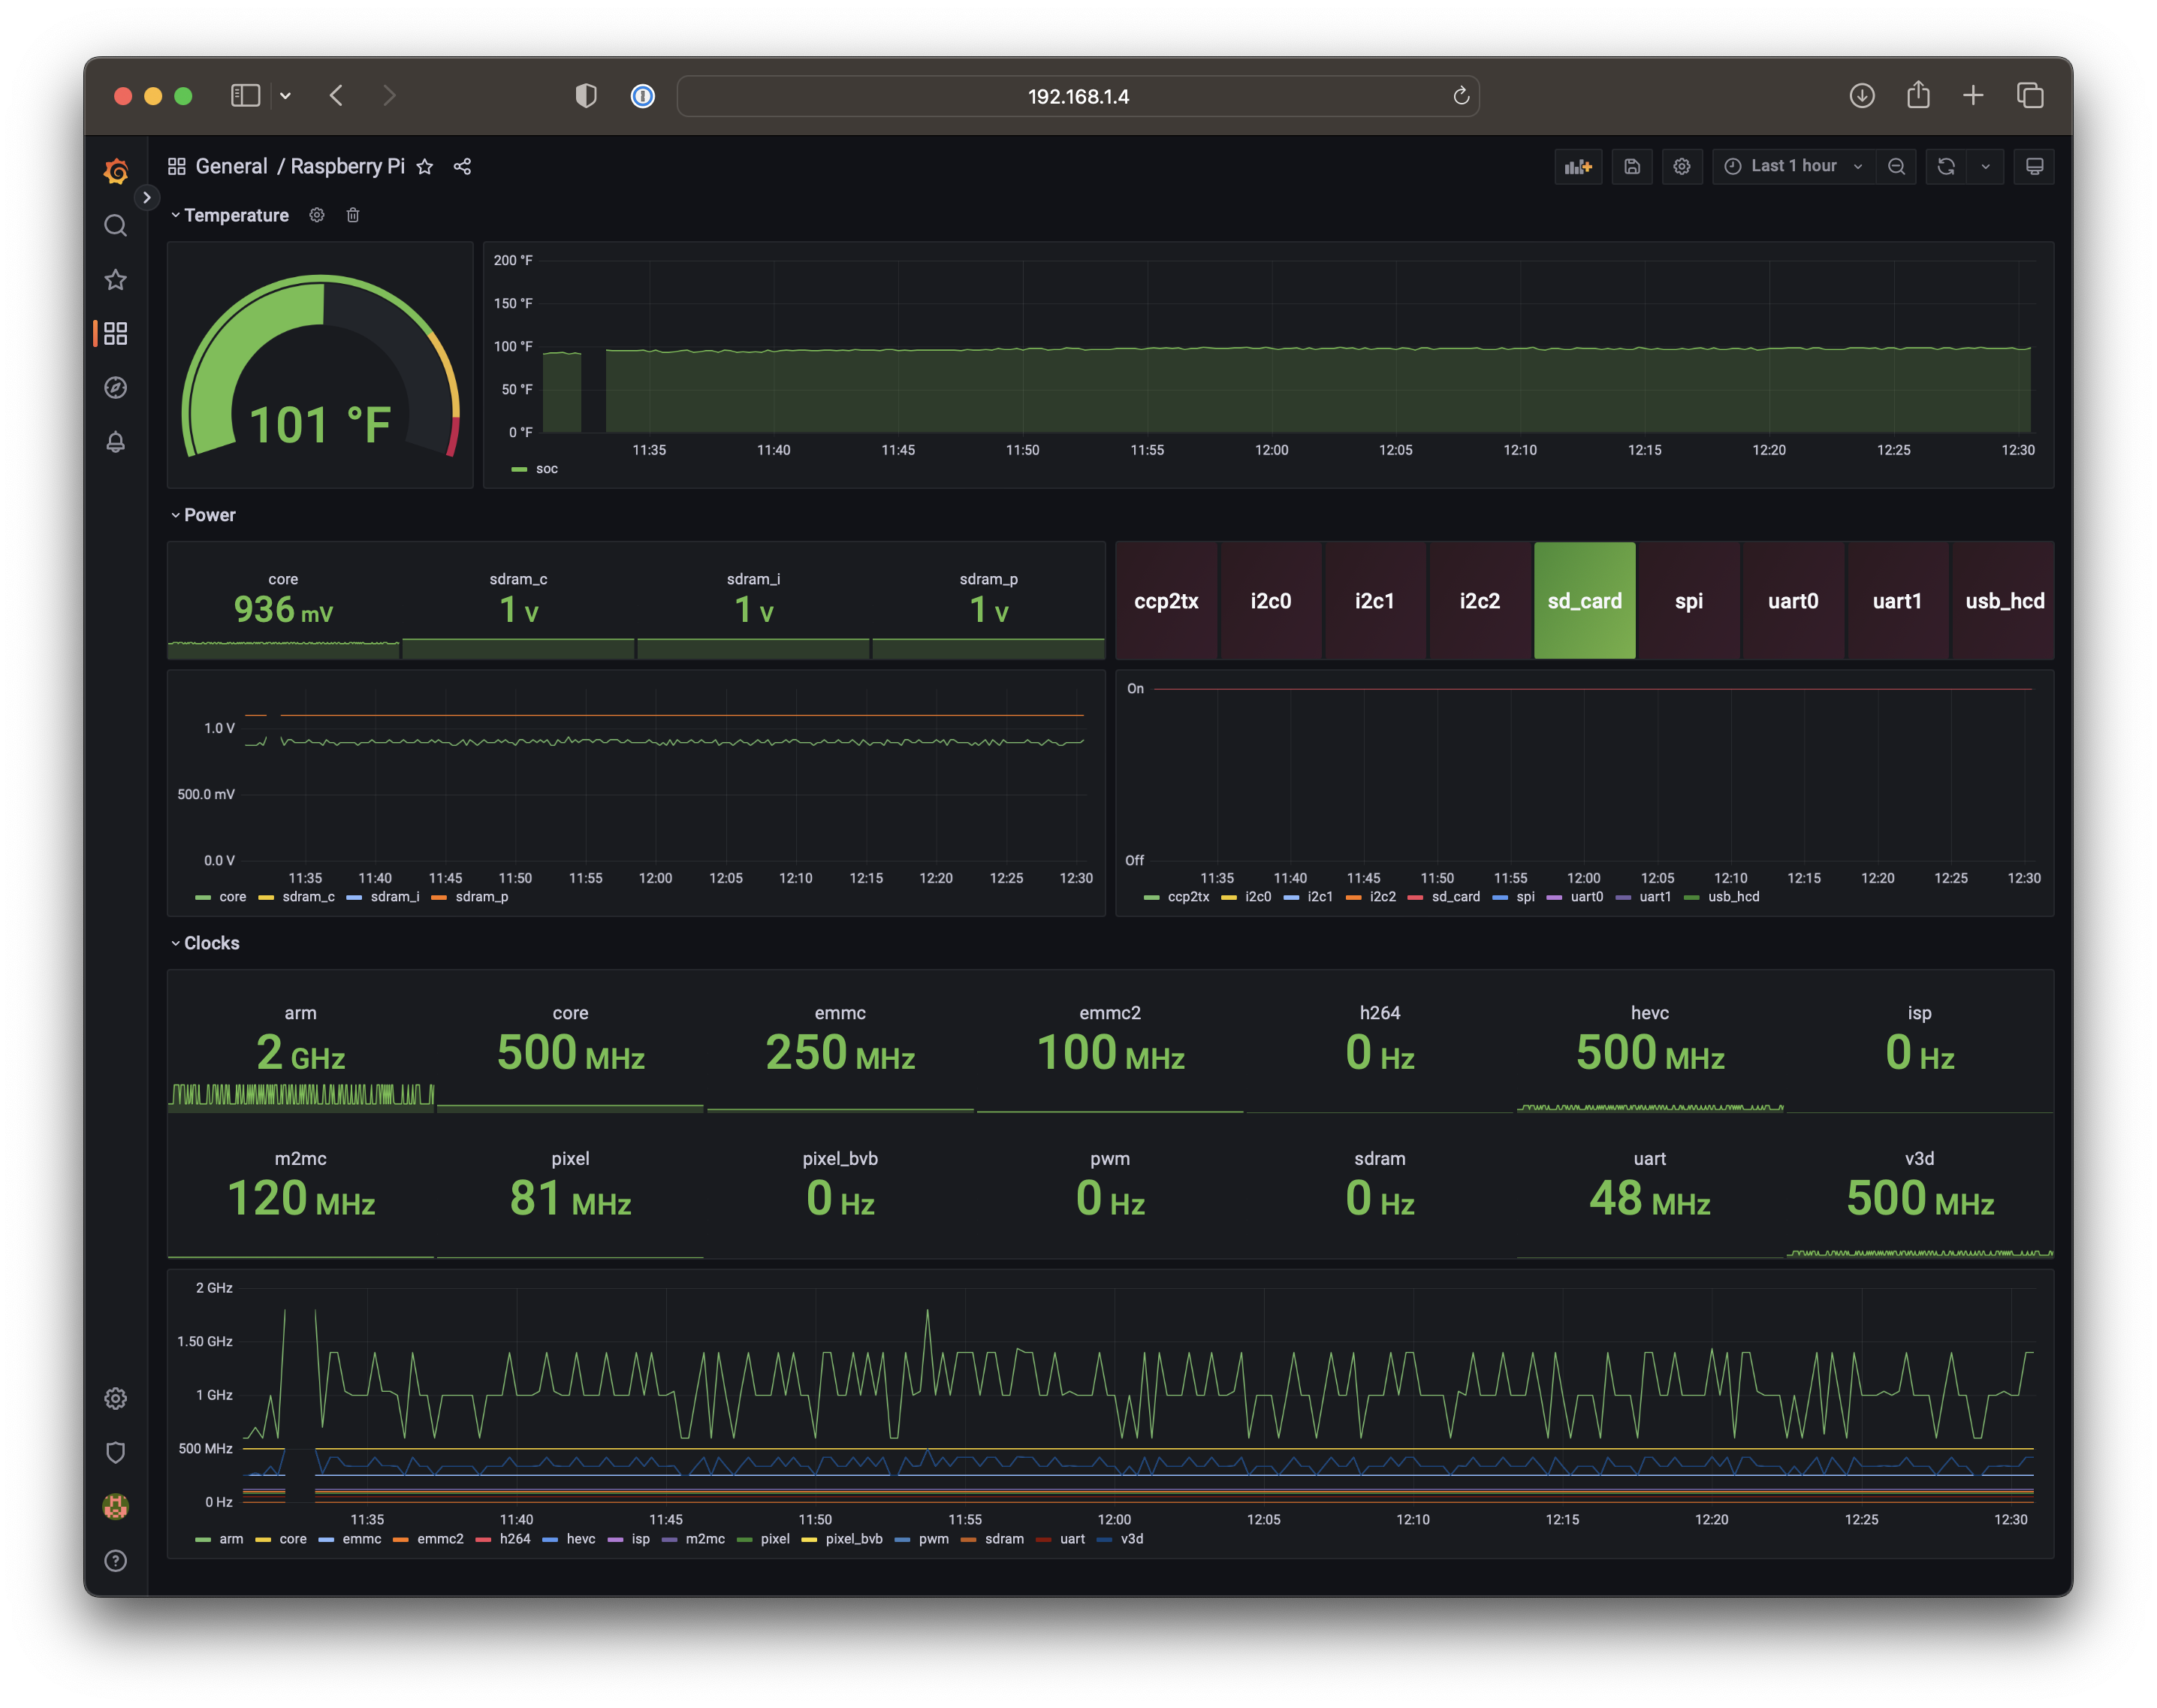 192.168.1.4
General / Raspberry Pi
Last 1 hour
Temperature
101 °F
200 °F
150 °F
100 °F
50 °F
0 °F
11:35 11:40 11:45 11:50 11:55 12:00 12:05 12:10 12:15 12:20 12:25 12:30
soc
Power
core sdram_c sdram_i sdram_p
936 mV 1 V 1 V 1 V
ccp2tx i2c0 i2c1 i2c2 sd_card spi uart0 uart1 usb_hcd
1.0 V
500.0 mV
0.0 V
11:35 11:40 11:45 11:50 11:55 12:00 12:05 12:10 12:15 12:20 12:25 12:30
core sdram_c sdram_i sdram_p
On
Off
11:35 11:40 11:45 11:50 11:55 12:00 12:05 12:10 12:15 12:20 12:25 12:30
ccp2tx i2c0 i2c1 i2c2 sd_card spi uart0 uart1 usb_hcd
Clocks
arm core emmc emmc2 h264 hevc isp
2 GHz 500 MHz 250 MHz 100 MHz 0 Hz 500 MHz 0 Hz
m2mc pixel pixel_bvb pwm sdram uart v3d
120 MHz 81 MHz 0 Hz 0 Hz 0 Hz 48 MHz 500 MHz
2 GHz
1.50 GHz
1 GHz
500 MHz
0 Hz
11:35 11:40 11:45 11:50 11:55 12:00 12:05 12:10 12:15 12:20 12:25 12:30
arm core emmc emmc2 h264 hevc isp m2mc pixel pixel_bvb pwm sdram uart v3d